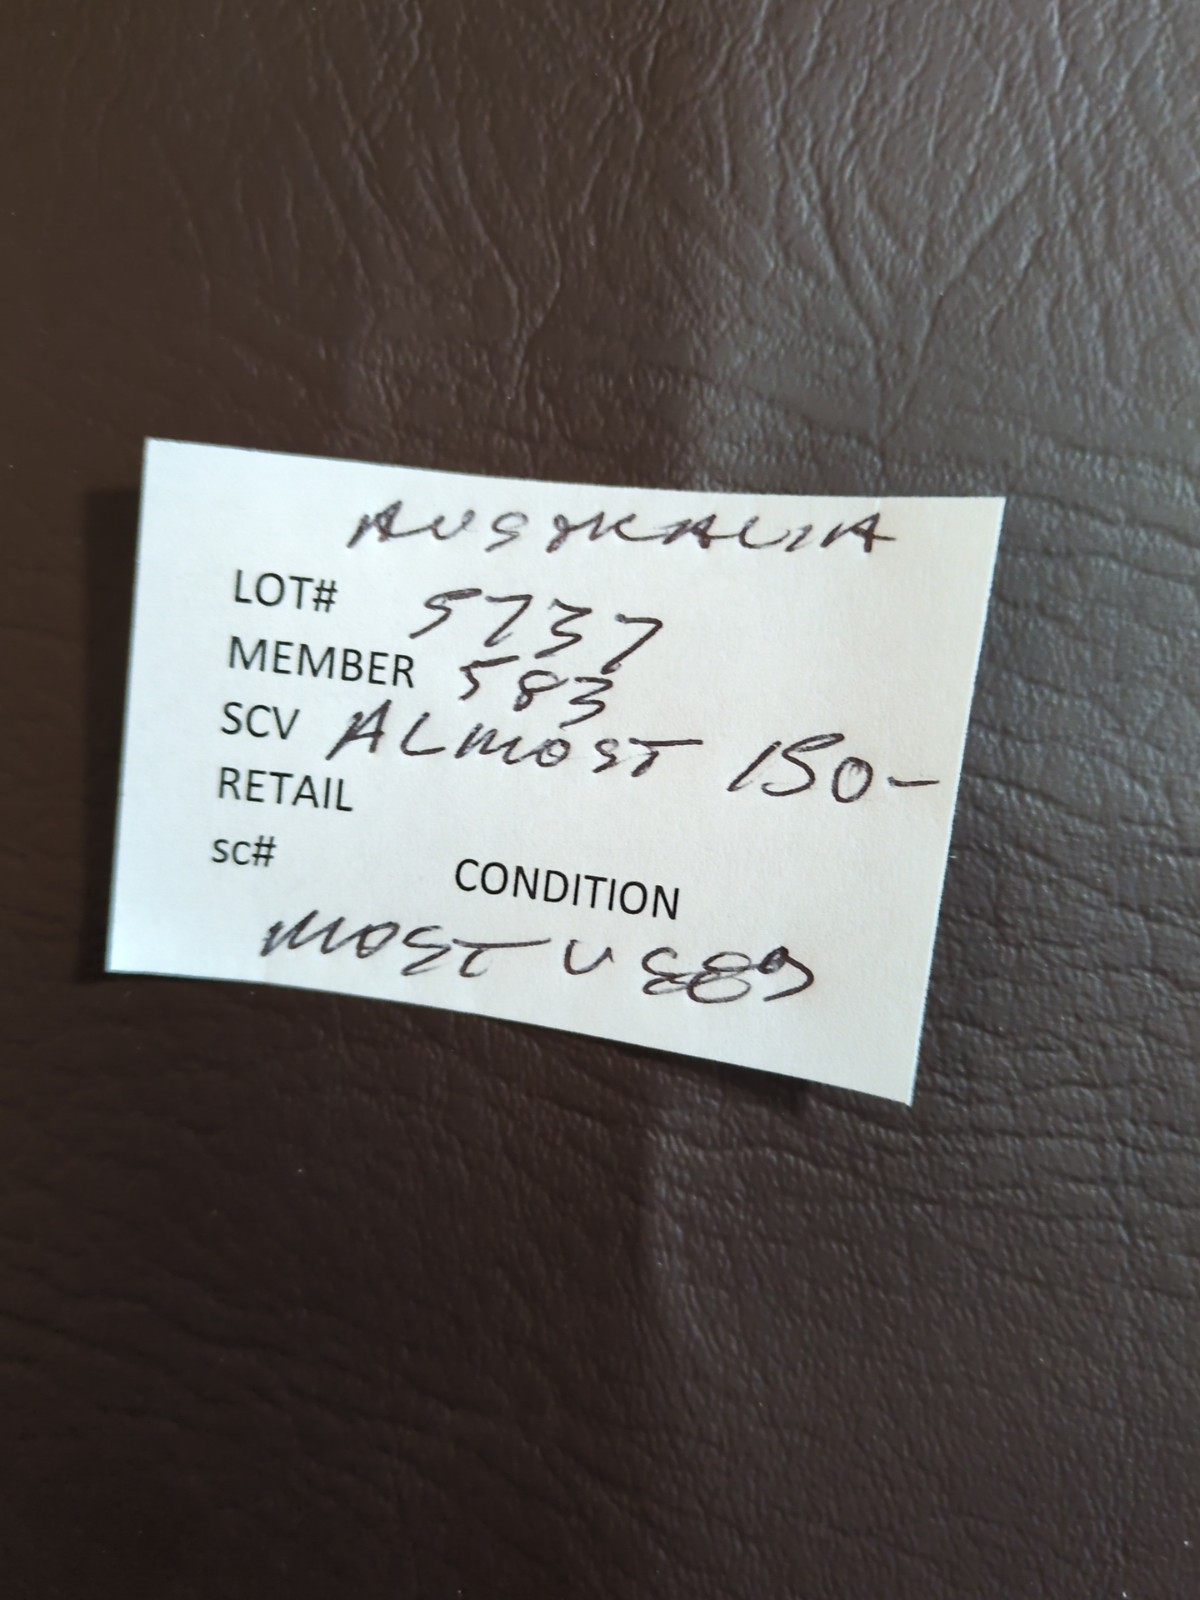 AUSTRALIA
LOT# 5737
MEMBER 583
SCV ALMOST 150-
RETAIL
sc#
CONDITION
MOST USED